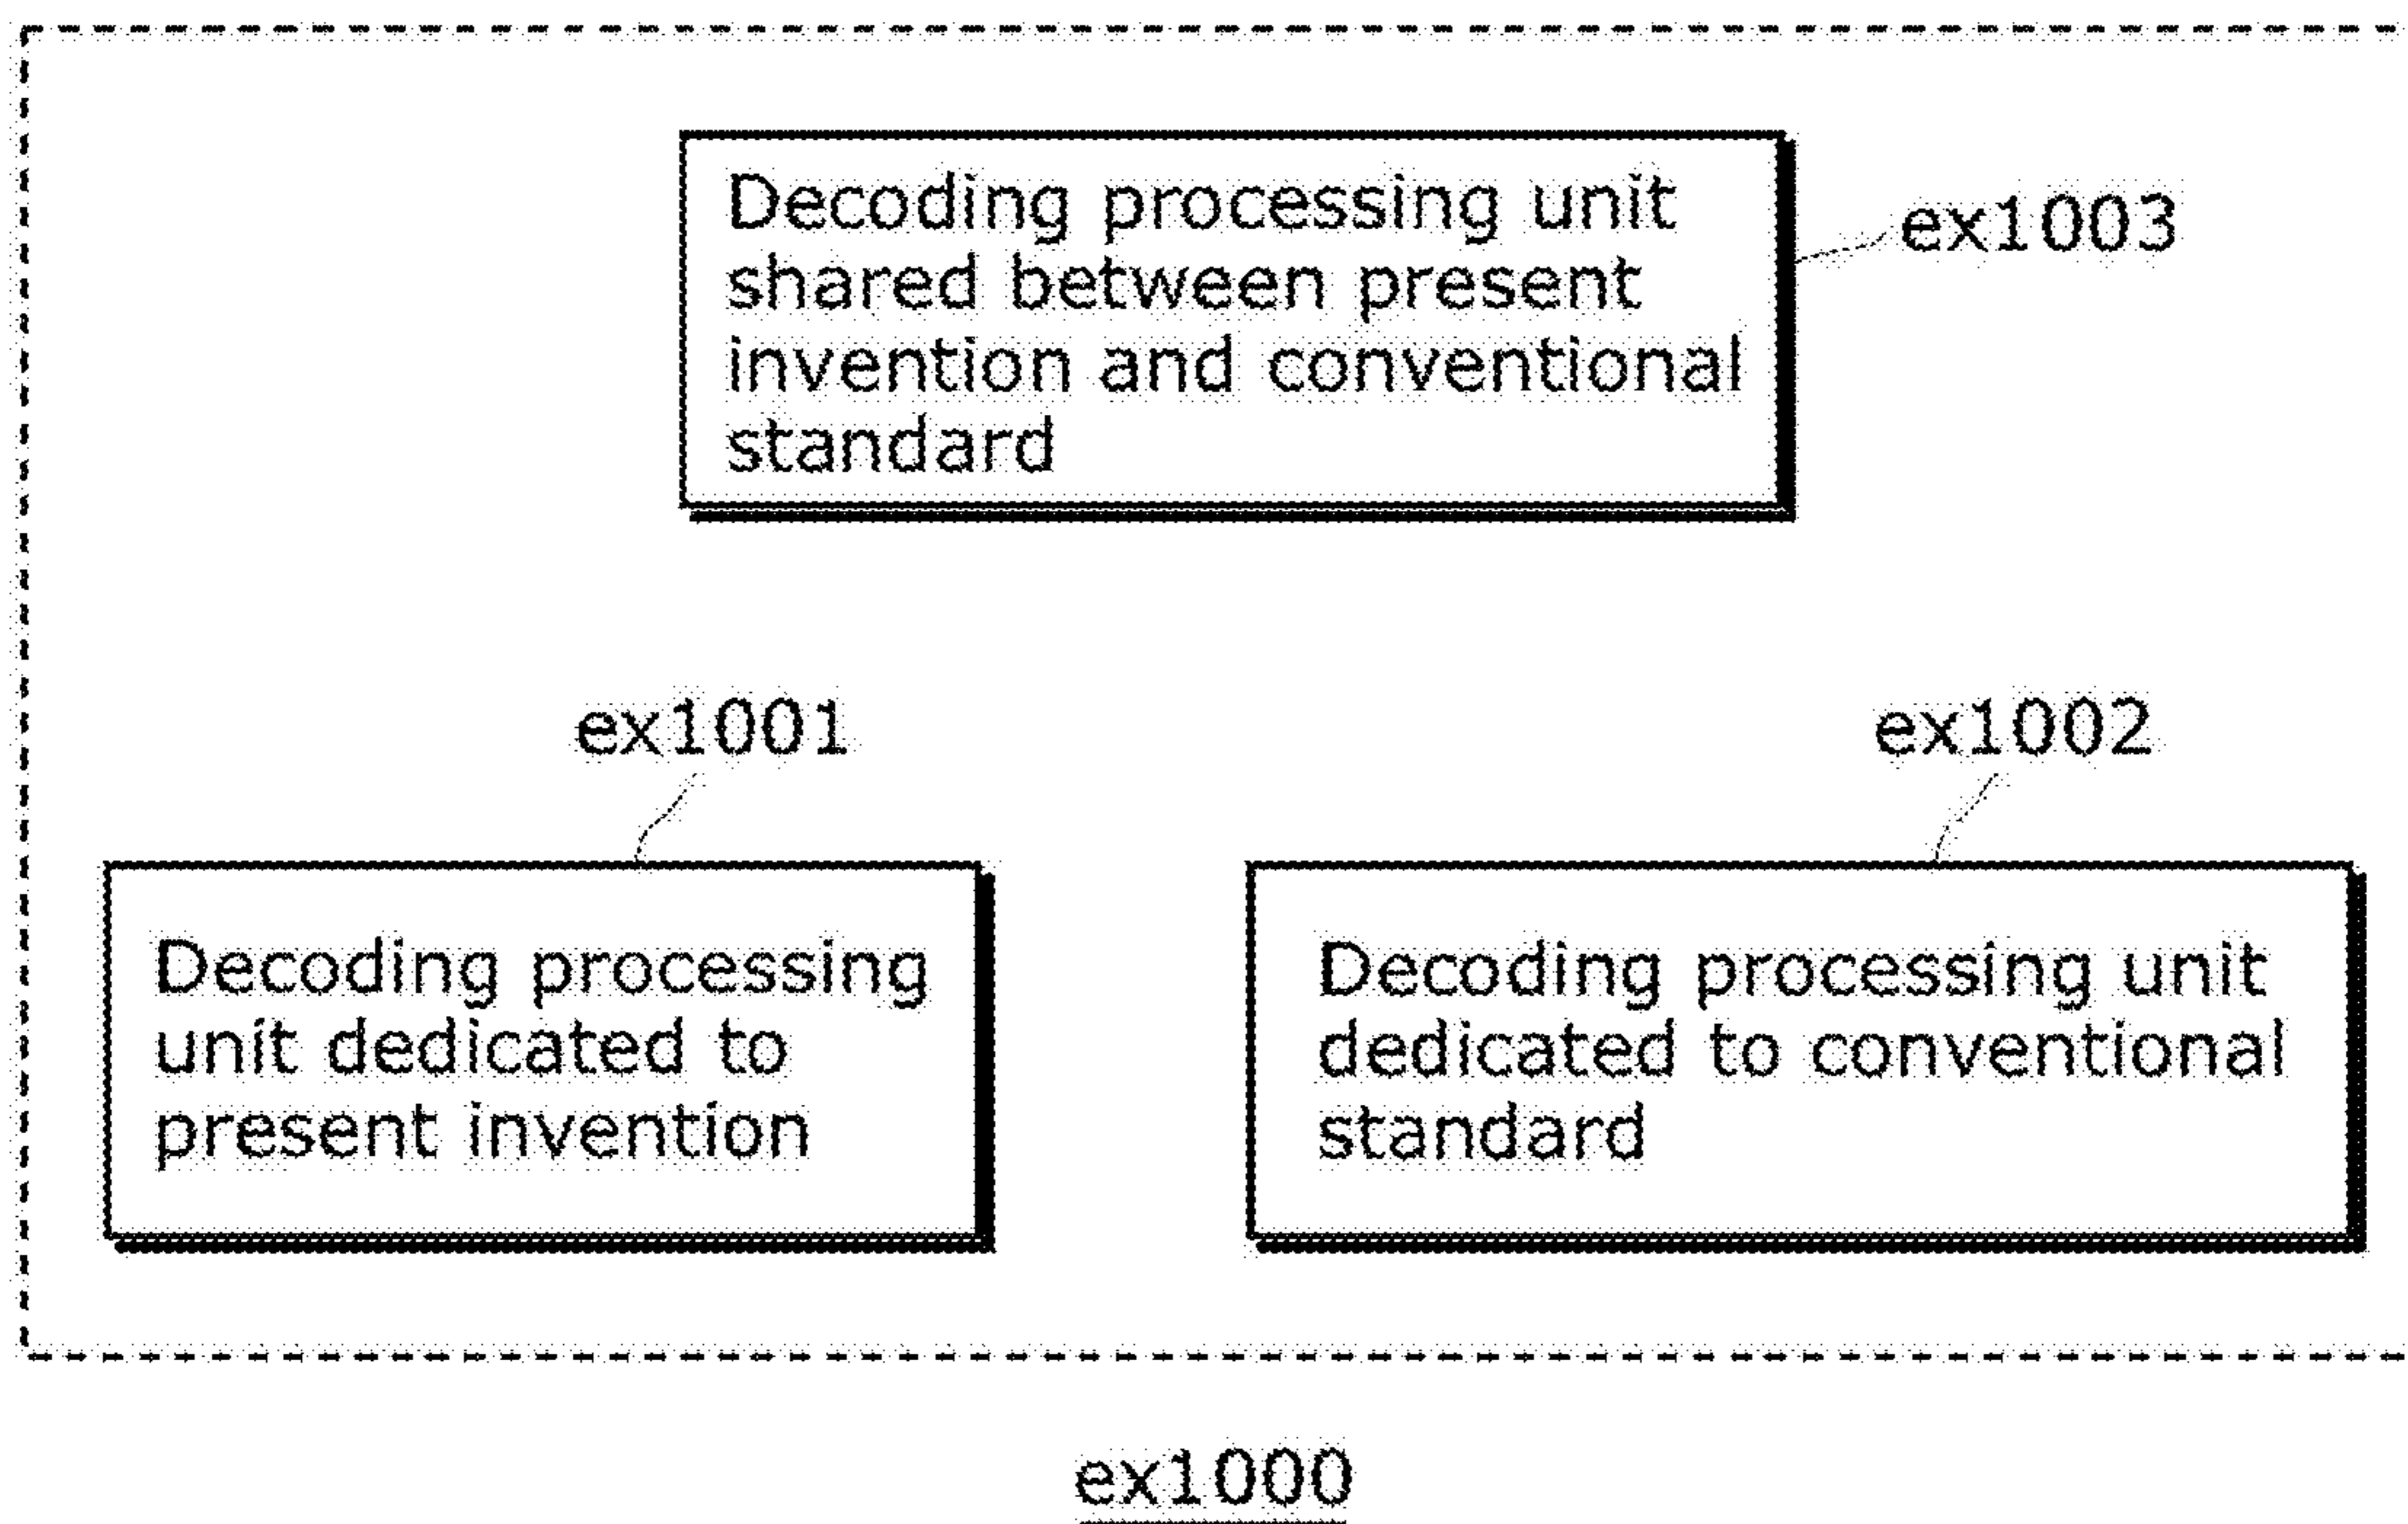 Decoding processing unit
shared between present
invention and conventional
standard
ex1003
ex1001
ex1002
Decoding processing
unit dedicated to
present invention
Decoding processing unit
dedicated to conventional
standard
ex1000